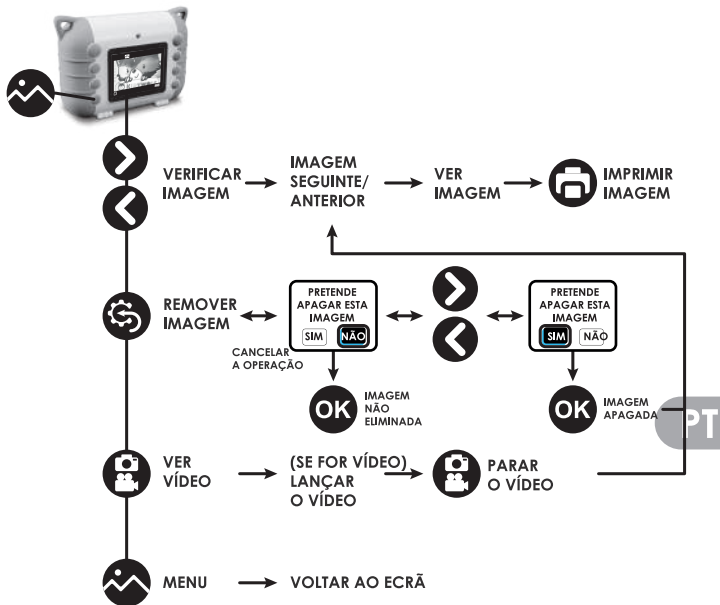 VERIFICAR
IMAGEM
IMAGEM
SEGUINTE/
ANTERIOR
VER
IMAGEM
IMPRIMIR
IMAGEM
REMOVER
IMAGEM
PRETENDE
APAGAR ESTA
IMAGEM
SIM NÃO
CANCELAR
A OPERAÇÃO
OK
IMAGEM
NÃO
ELIMINADA
PRETENDE
APAGAR ESTA
IMAGEM
SIM NÃO
OK
IMAGEM
APAGADA
PT
VER
VÍDEO
(SE FOR VÍDEO)
LANÇAR
O VÍDEO
PARAR
O VÍDEO
MENU
VOLTAR AO ECRÃ